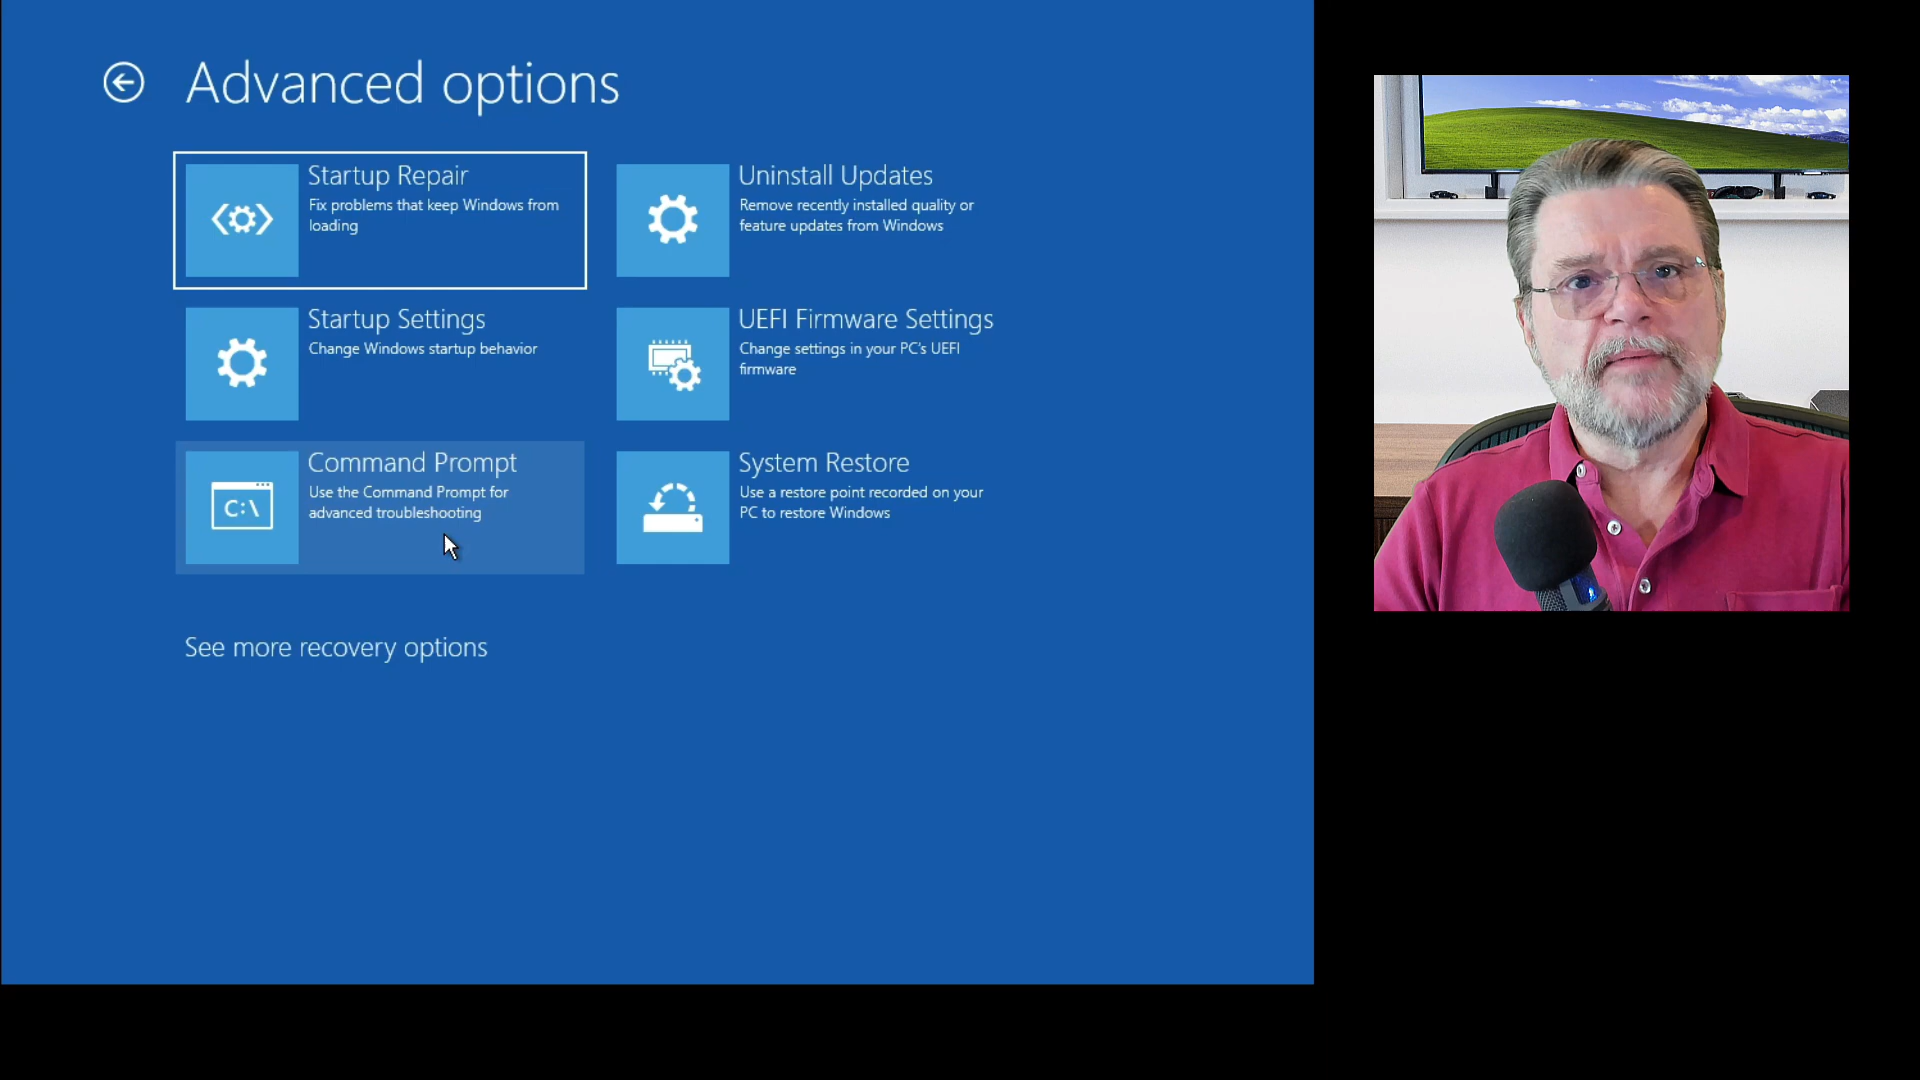 Advanced options
Startup Repair
Fix problems that keep Windows from
loading
Uninstall Updates
Remove recently installed quality or
feature updates from Windows
Startup Settings
Change Windows startup behavior
UEFI Firmware Settings
Change settings in your PC's UEFI
firmware
Command Prompt
Use the Command Prompt for
advanced troubleshooting
C:\
System Restore
Use a restore point recorded on your
PC to restore Windows
See more recovery options